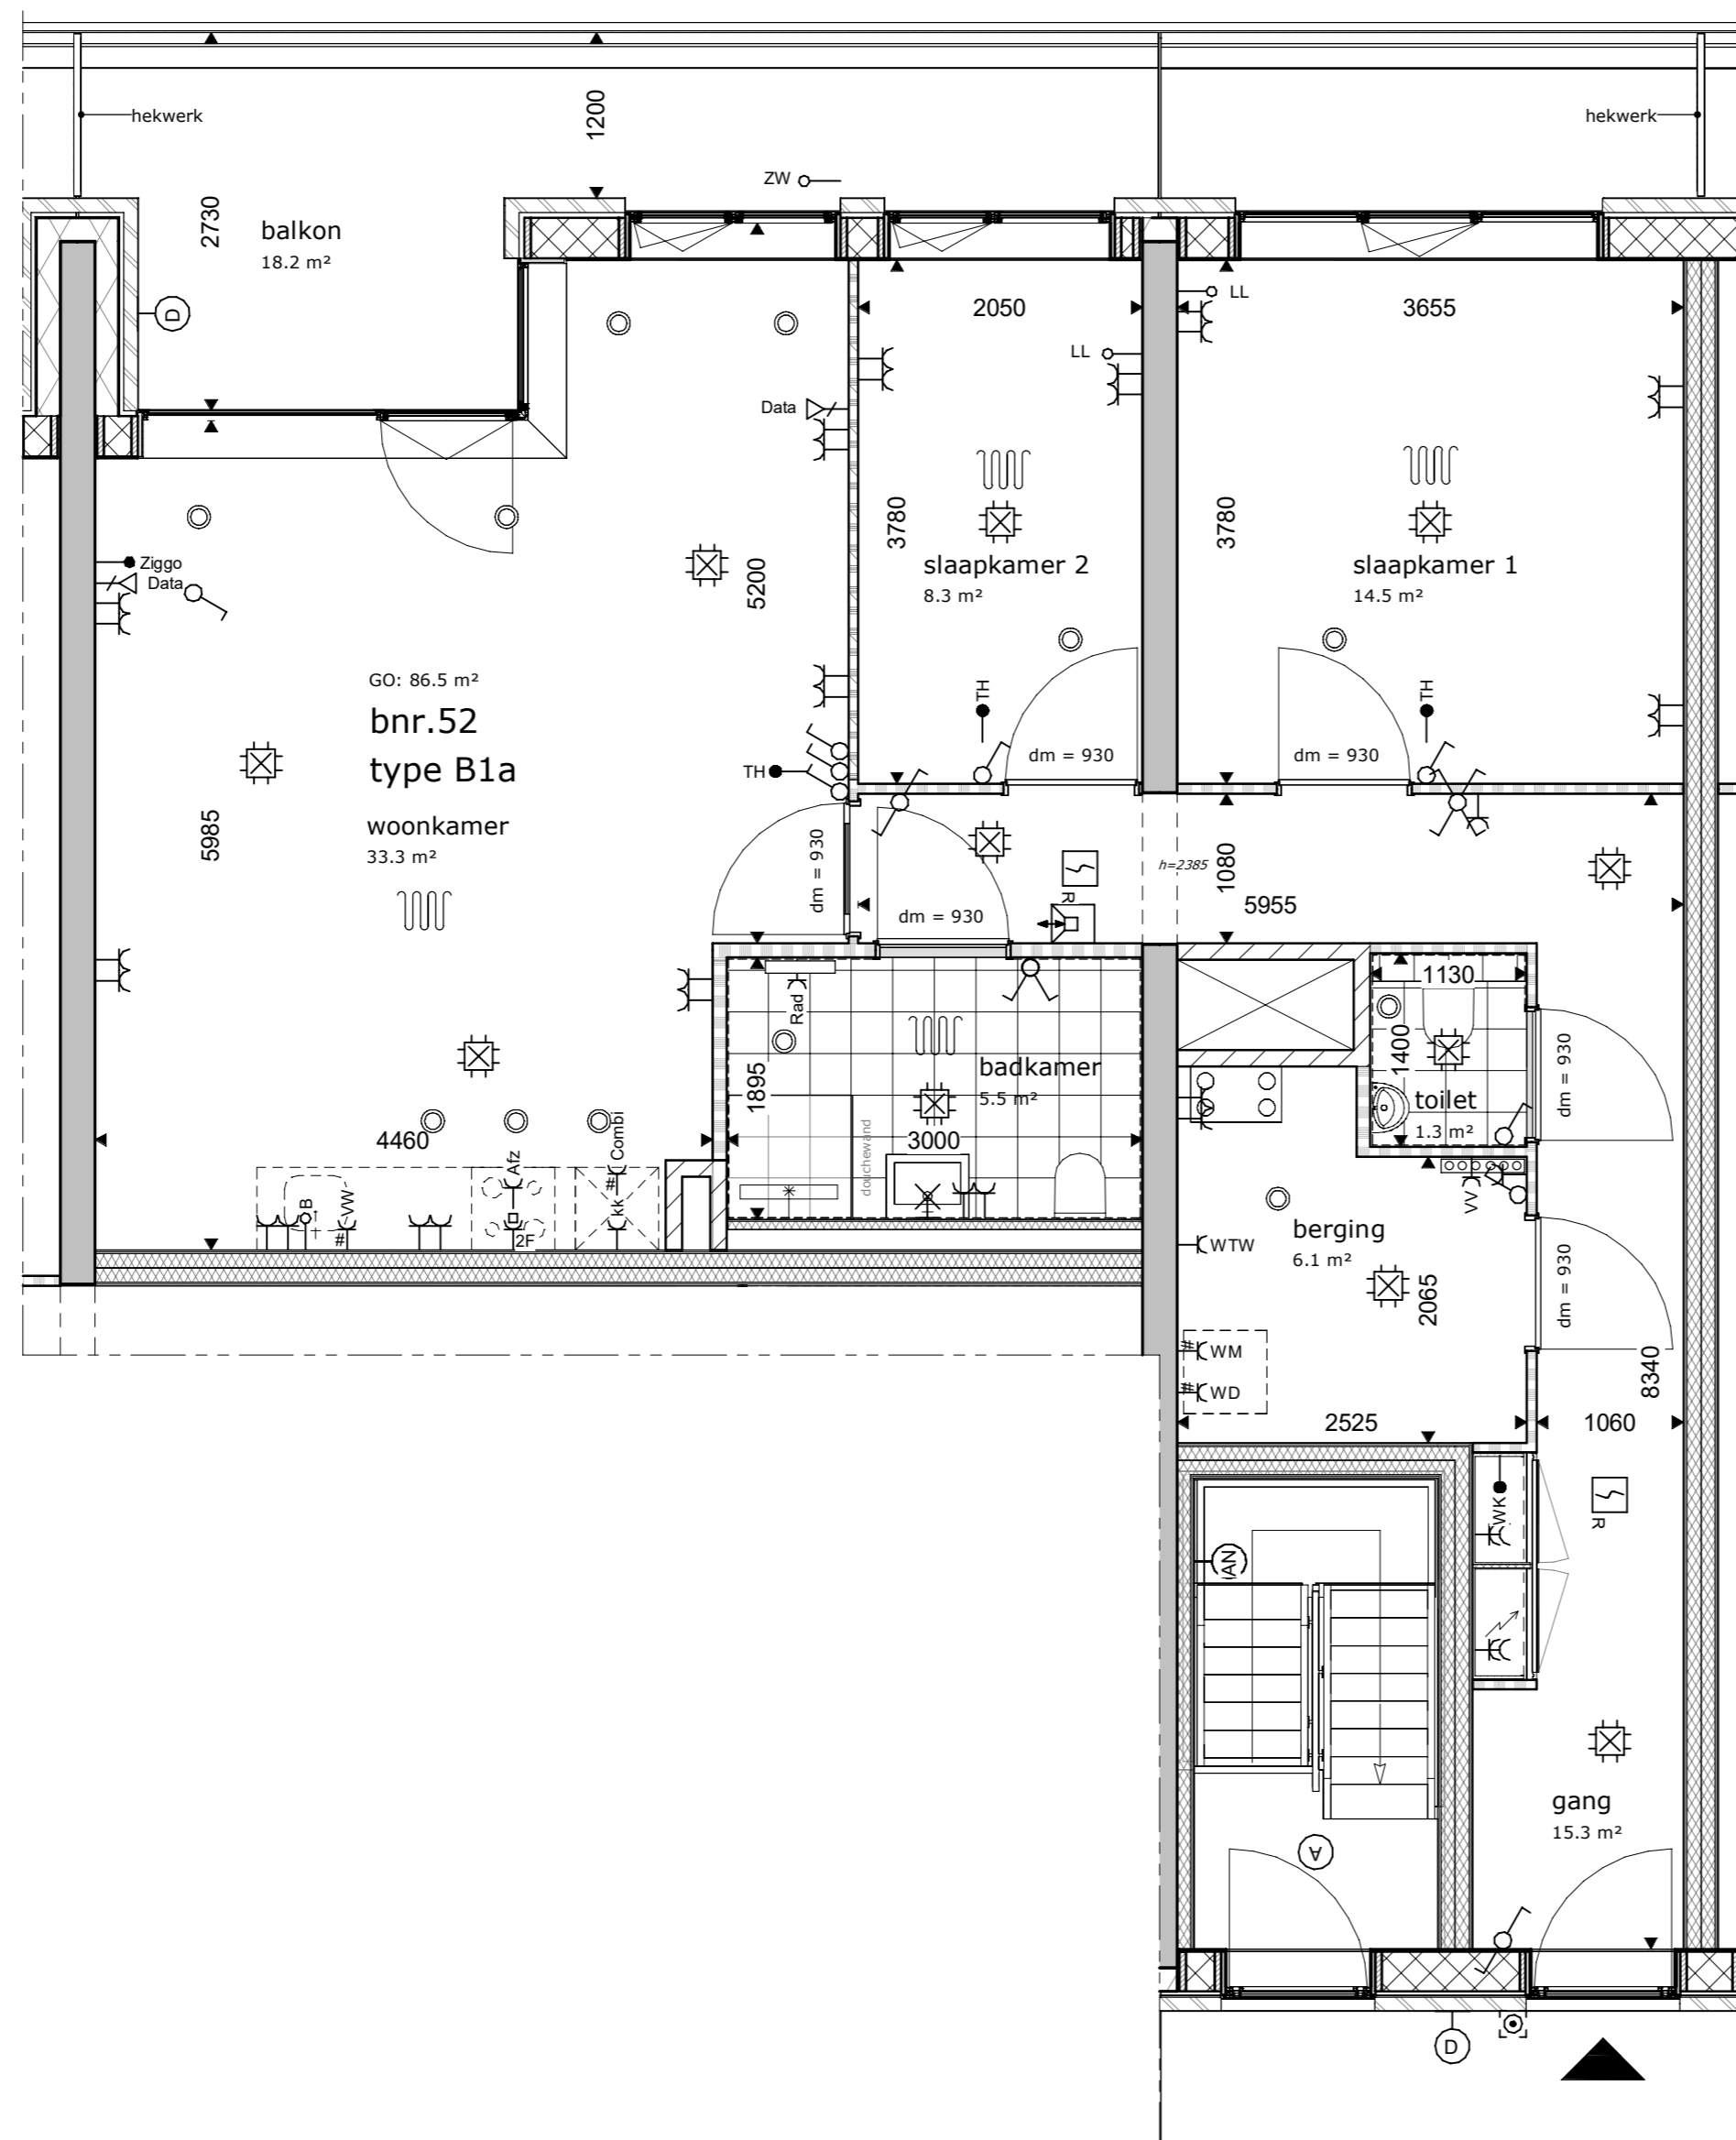 hekwerk
hekwerk
1200
ZW
2730
balkon
18.2 m²
D
LL
2050
3655
LL
Data
3780
3780
slaapkamer 2
8.3 m²
slaapkamer 1
14.5 m²
Ziggo
Data
5200
GO: 86.5 m²
bnr.52
type B1a
woonkamer
33.3 m²
TH
TH
TH
dm = 930
dm = 930
5985
dm = 930
dm = 930
R
h=2385
1080
5955
1130
Rad
1400
dm = 930
badkamer
5.5 m²
1895
toilet
1.3 m²
4460
Combi
3000
douchewand
Afz
B
VW
#
2F
#
kk
VV
berging
6.1 m²
WTW
2065
dm = 930
# WM
# WD
8340
2525
1060
WK
R
AN
gang
15.3 m²
A
D